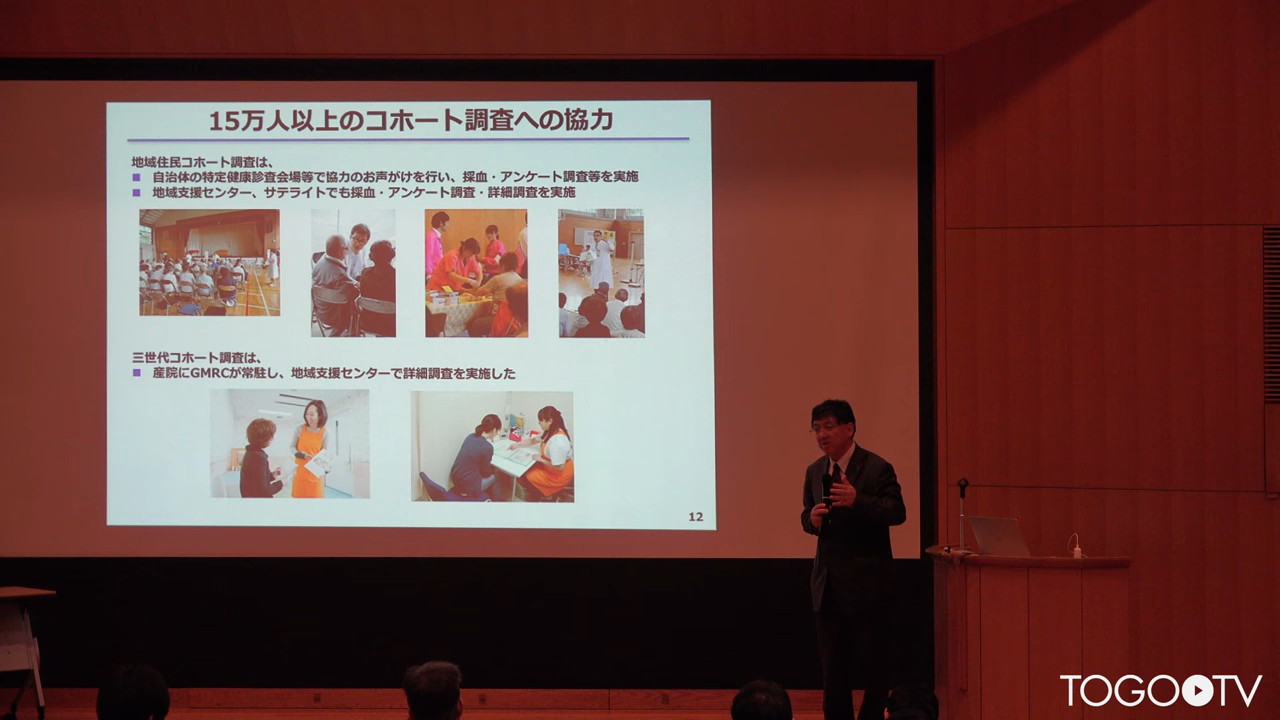 15万人以上のコホート調査への協力
地域住民コホート調査は、
自治体の特定健康診査会場等で協力のお声がけを行い、採血・アンケート調査等を実施
地域支援センター、サテライトでも採血・アンケート調査・詳細調査を実施
三世代コホート調査は、
産院にGMRCが常駐し、地域支援センターで詳細調査を実施した
12
TOGO TV